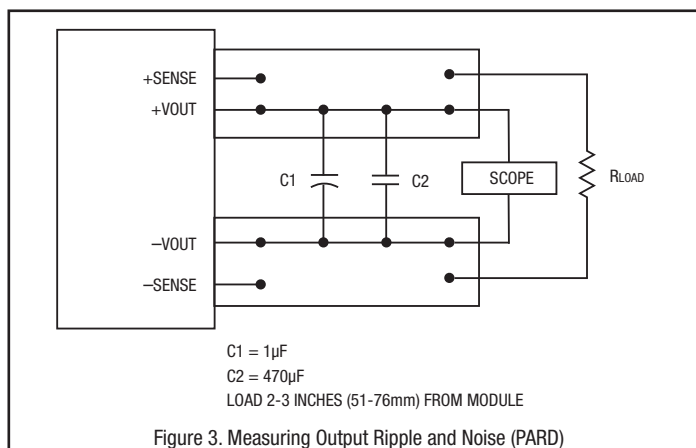 +SENSE
+VOUT
C1
C2
SCOPE
RLOAD
−VOUT
−SENSE
C1 = 1µF
C2 = 470µF
LOAD 2-3 INCHES (51-76mm) FROM MODULE
Figure 3. Measuring Output Ripple and Noise (PARD)